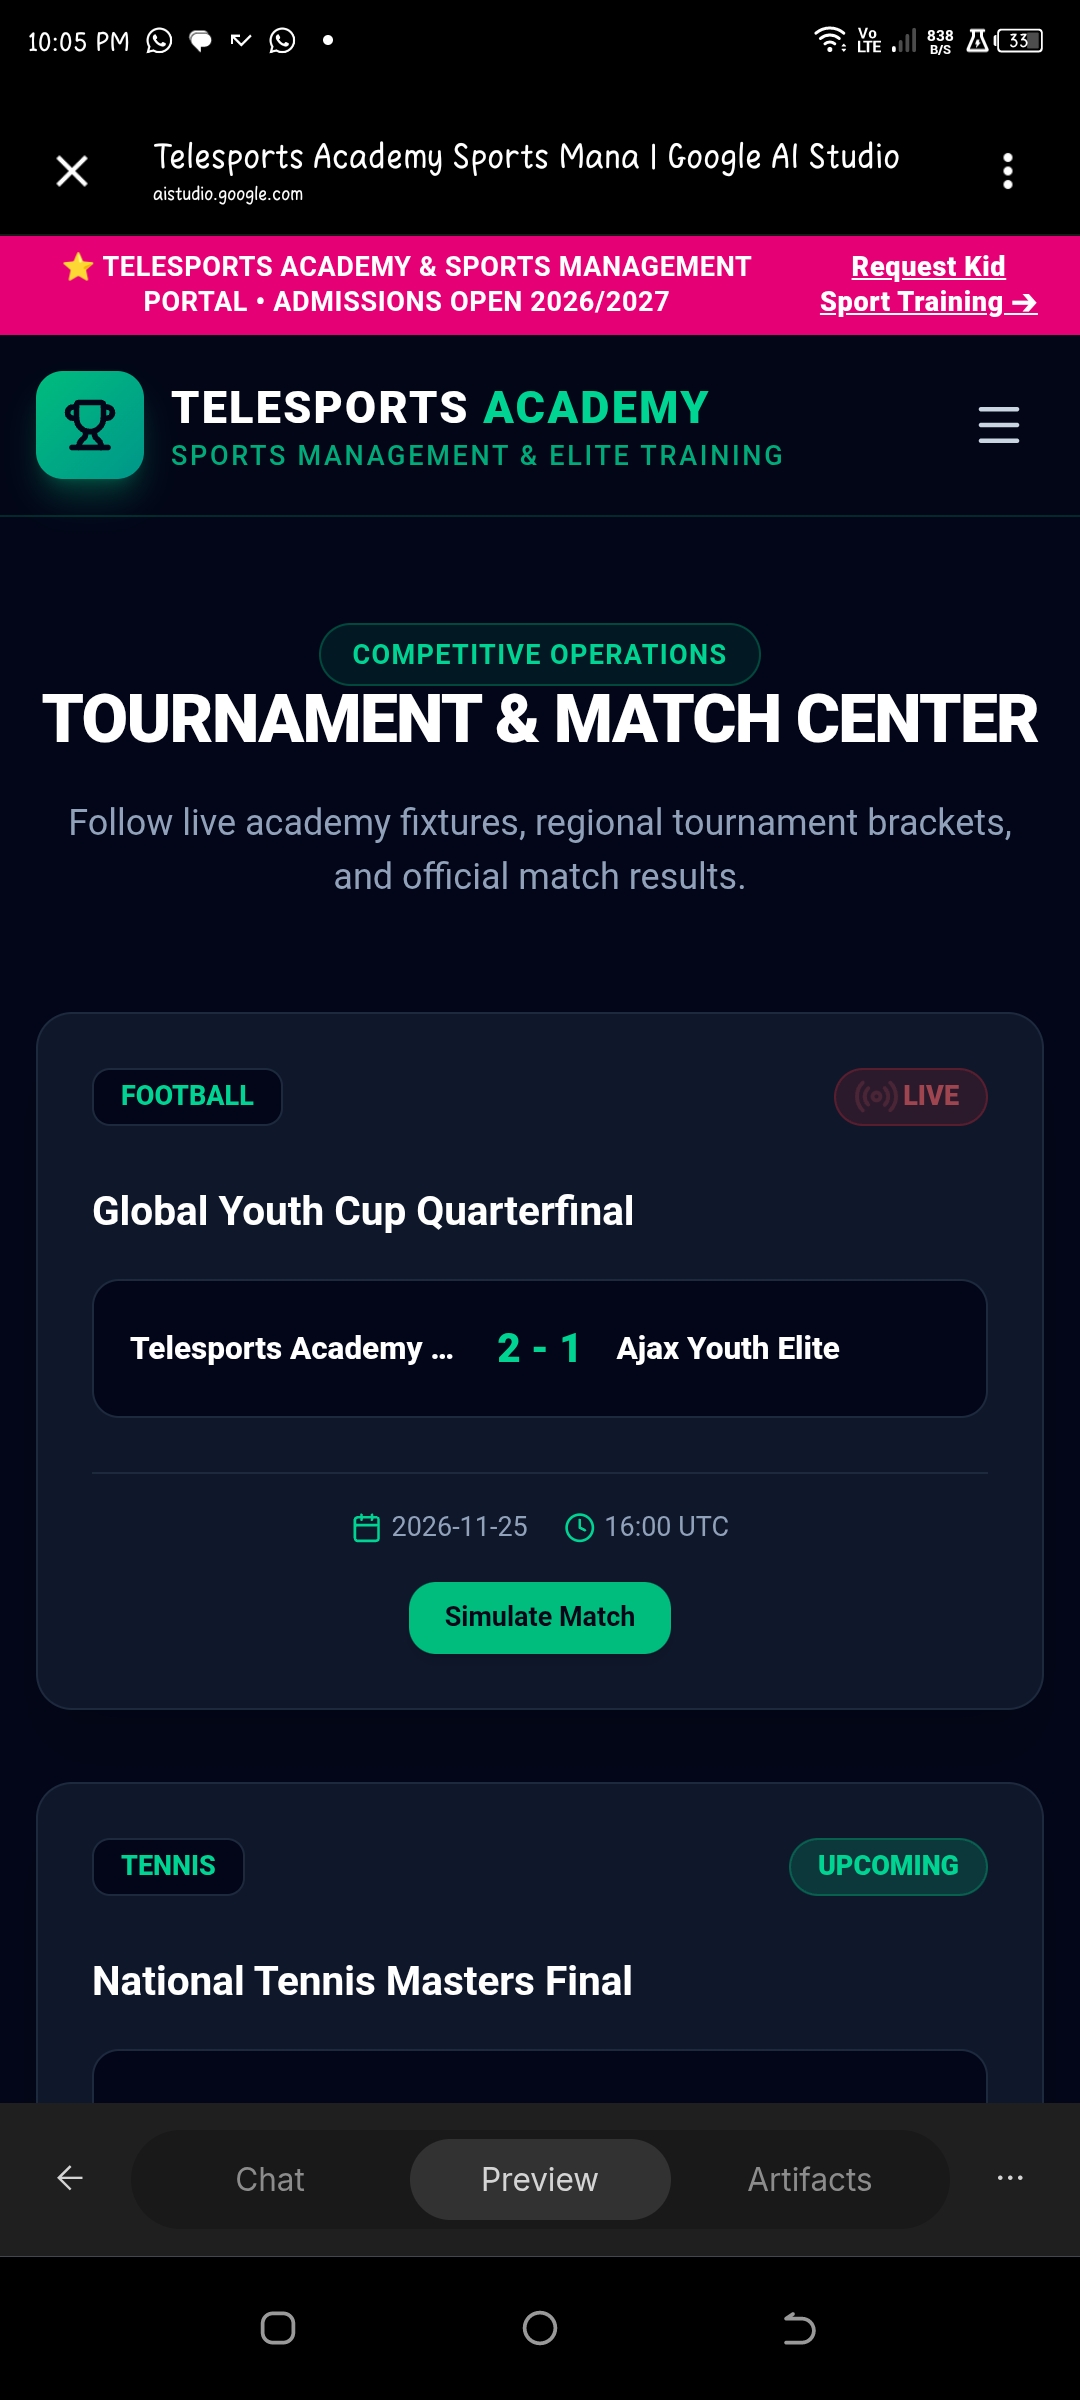 10:05 PM
Vo LTE
838 B/S
33
Telesports Academy Sports Mana | Google AI Studio
aistudio.google.com
⭐ TELESPORTS ACADEMY & SPORTS MANAGEMENT
PORTAL • ADMISSIONS OPEN 2026/2027
Request Kid
Sport Training ➔
TELESPORTS ACADEMY
SPORTS MANAGEMENT & ELITE TRAINING
COMPETITIVE OPERATIONS
TOURNAMENT & MATCH CENTER
Follow live academy fixtures, regional tournament brackets,
and official match results.
FOOTBALL
LIVE
Global Youth Cup Quarterfinal
Telesports Academy ... 2 - 1 Ajax Youth Elite
2026-11-25 16:00 UTC
Simulate Match
TENNIS
UPCOMING
National Tennis Masters Final
Chat Preview Artifacts